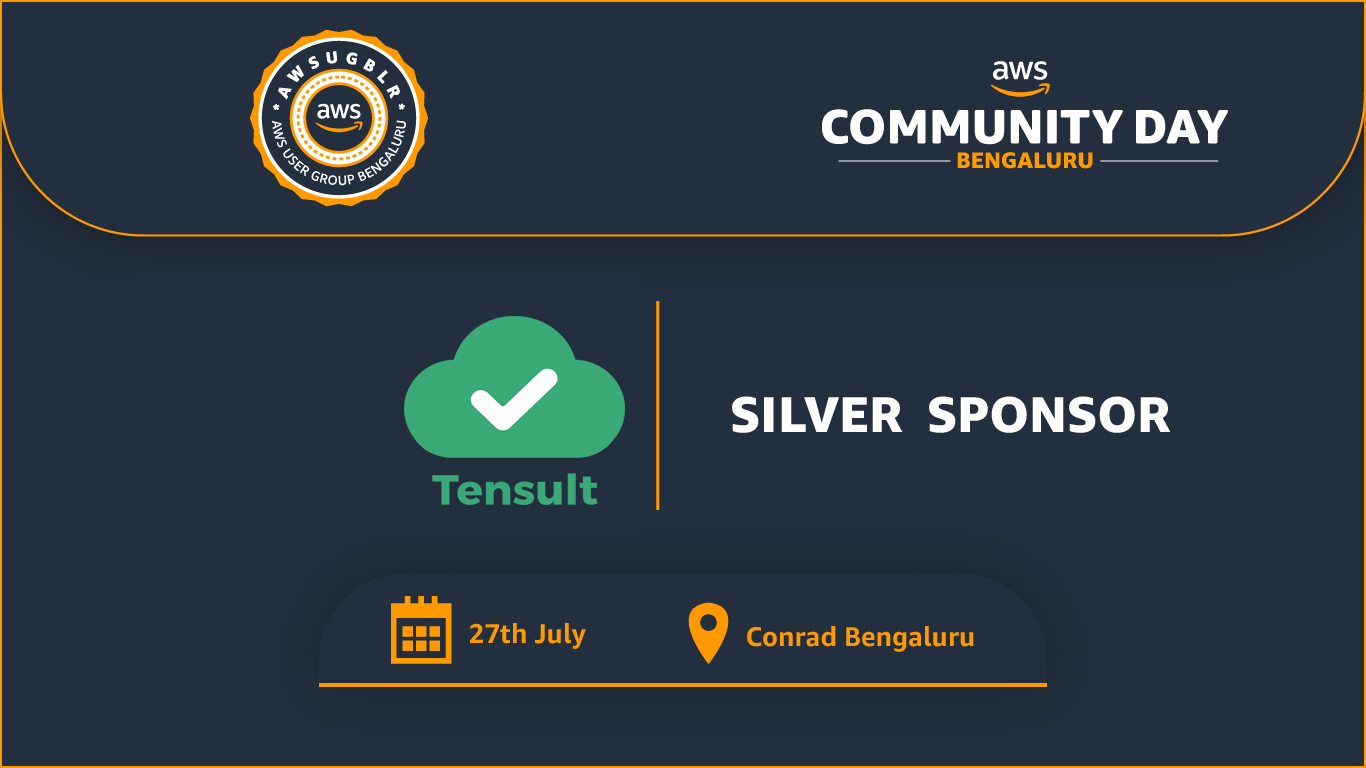 * AWSUGBLR *
aws
AWS USER GROUP BENGALURU
aws
COMMUNITY DAY
BENGALURU
Tensult
SILVER SPONSOR
27th July
Conrad Bengaluru